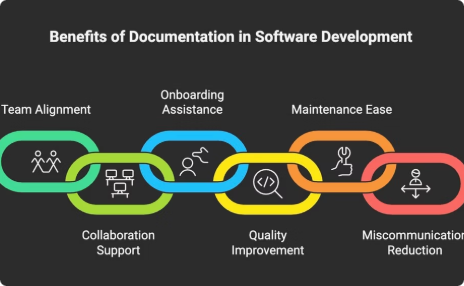 Benefits of Documentation in Software Development
Team Alignment
Onboarding
Assistance
Maintenance Ease
Collaboration
Support
Quality
Improvement
Miscommunication
Reduction